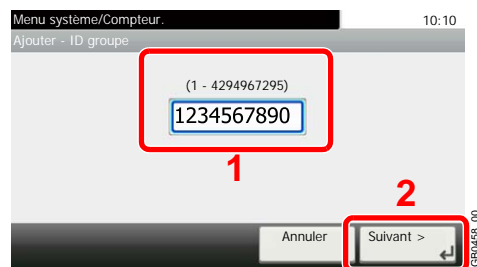 Menu système/Compteur.
10:10
Ajouter - ID groupe
(1 - 4294967295)
1234567890
1
2
Annuler
Suivant >
GB0458_00